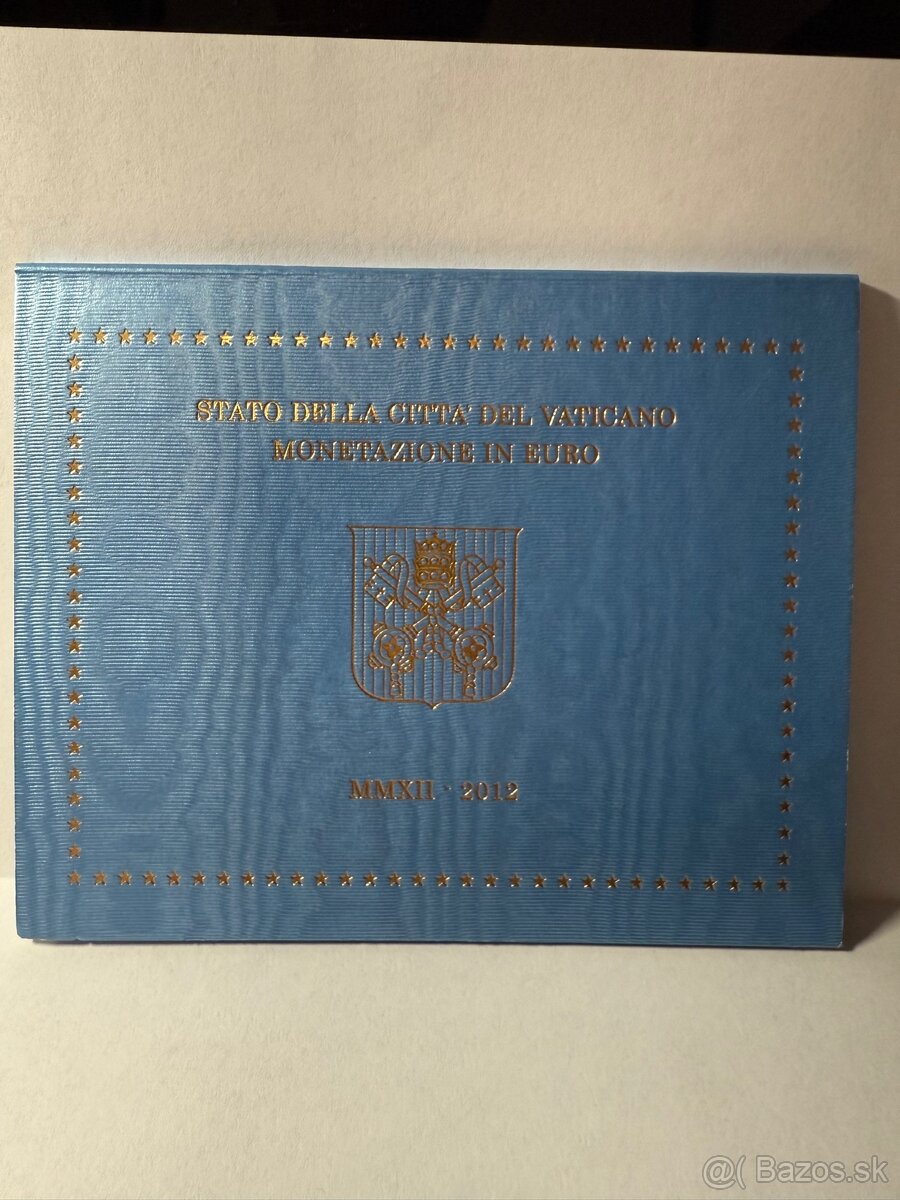 STATO DELLA CITTA' DEL VATICANO
MONETAZIONE IN EURO
MMXII - 2012
@( Bazos.sk